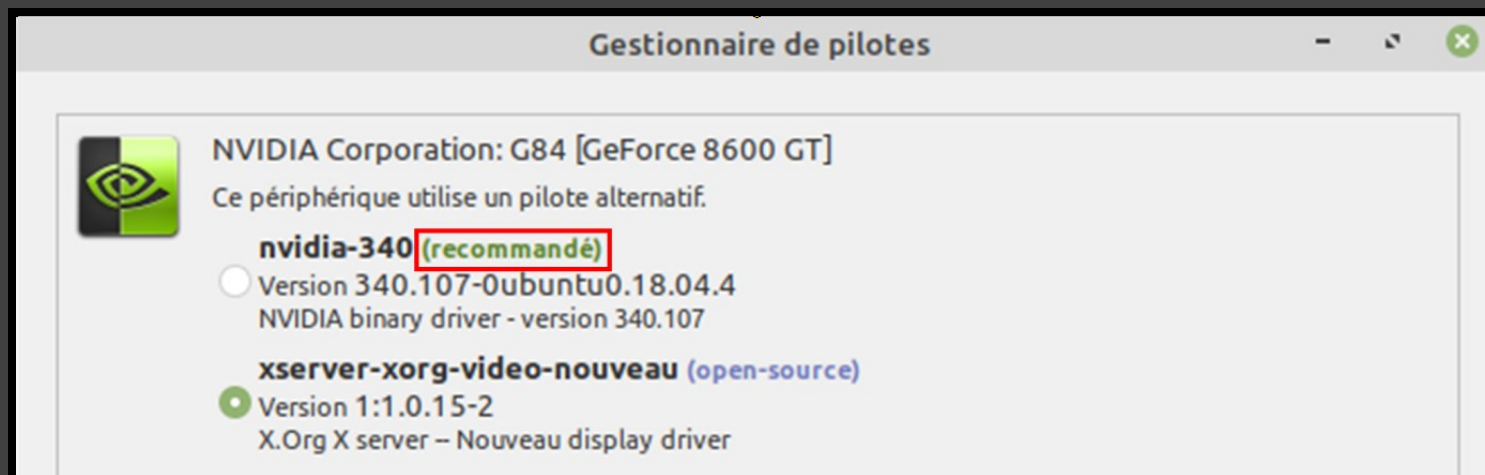 Gestionnaire de pilotes
NVIDIA Corporation: G84 [GeForce 8600 GT]
Ce périphérique utilise un pilote alternatif.
nvidia-340 (recommandé)
Version 340.107-0ubuntu0.18.04.4
NVIDIA binary driver - version 340.107
xserver-xorg-video-nouveau (open-source)
Version 1:1.0.15-2
X.Org X server -- Nouveau display driver